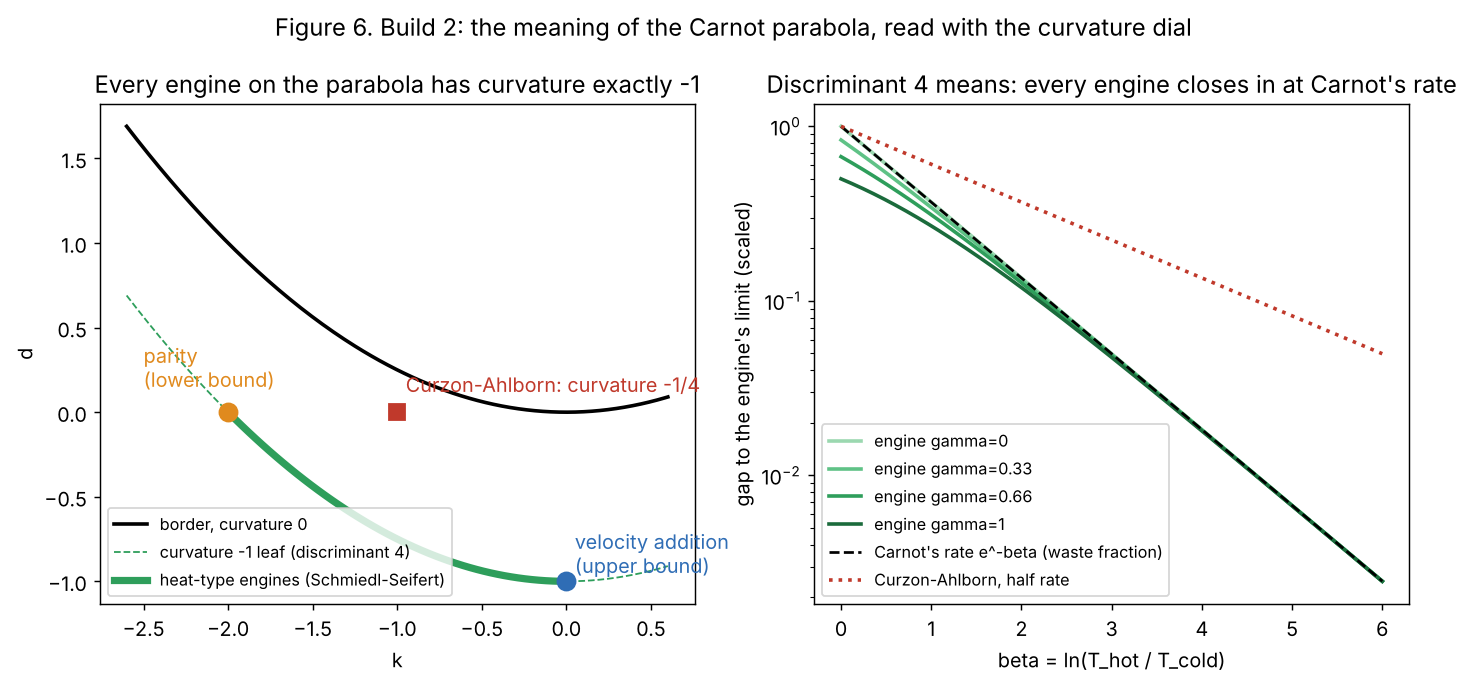 Figure 6. Build 2: the meaning of the Carnot parabola, read with the curvature dial
Every engine on the parabola has curvature exactly -1
d
1.5
1.0
0.5
0.0
−0.5
−1.0
parity
(lower bound)
Curzon-Ahlborn: curvature -1/4
velocity addition
(upper bound)
border, curvature 0
curvature -1 leaf (discriminant 4)
heat-type engines (Schmiedl-Seifert)
−2.5 −2.0 −1.5 −1.0 −0.5 0.0 0.5
k
Discriminant 4 means: every engine closes in at Carnot's rate
gap to the engine's limit (scaled)
10⁰
10⁻¹
10⁻²
engine gamma=0
engine gamma=0.33
engine gamma=0.66
engine gamma=1
Carnot's rate e^-beta (waste fraction)
Curzon-Ahlborn, half rate
0 1 2 3 4 5 6
beta = ln(T_hot / T_cold)